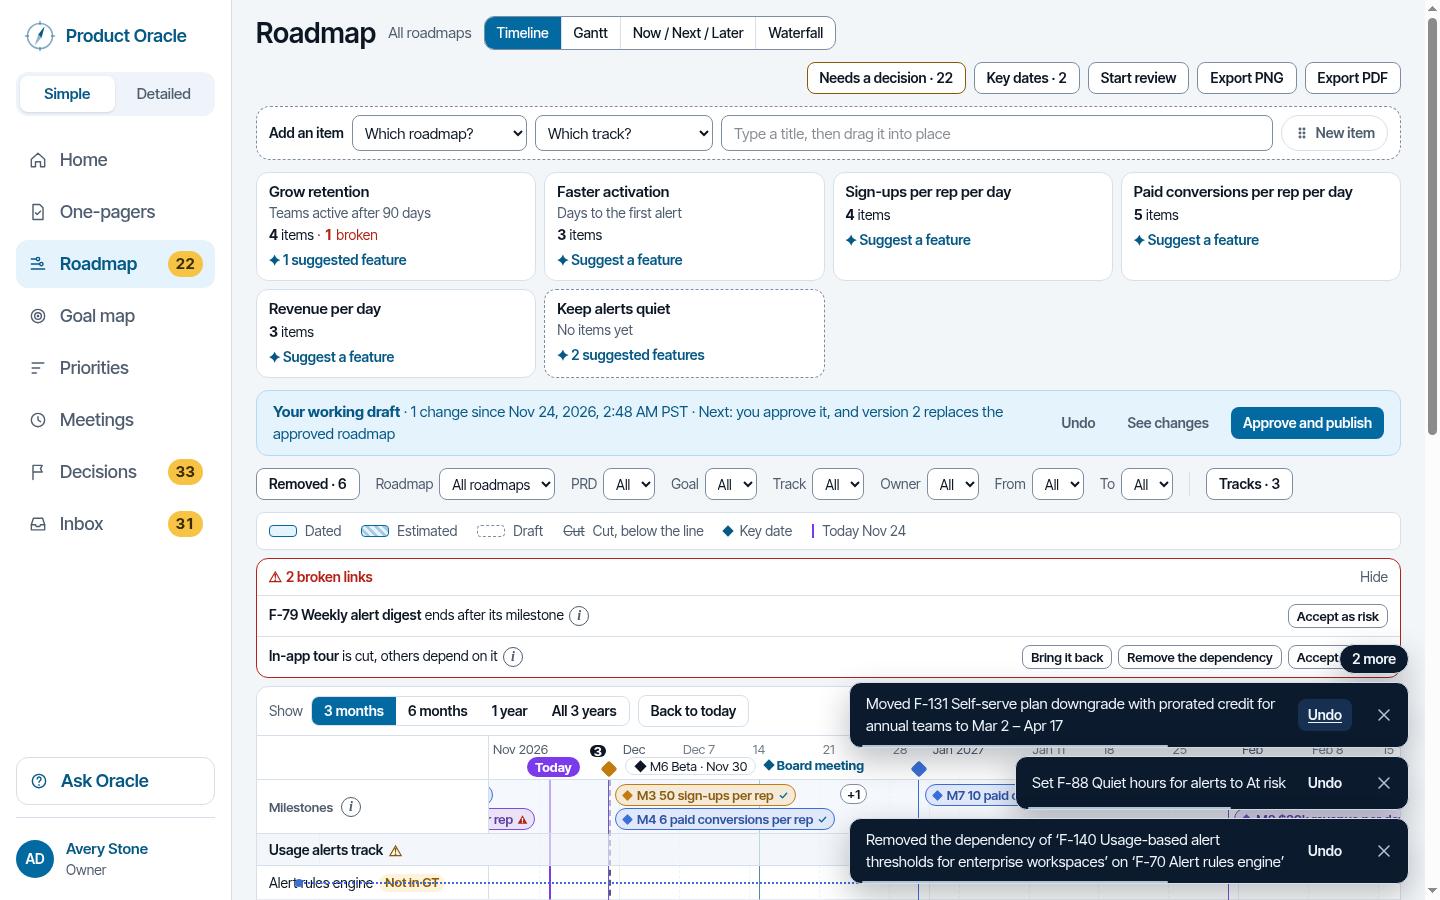 Product Oracle
Simple
Detailed
Home
One-pagers
Roadmap
22
Goal map
Priorities
Meetings
Decisions
33
Inbox
31
Ask Oracle
AD
Avery Stone
Owner
Roadmap
All roadmaps
Timeline
Gantt
Now / Next / Later
Waterfall
Needs a decision · 22
Key dates · 2
Start review
Export PNG
Export PDF
Add an item
Which roadmap?
Which track?
Type a title, then drag it into place
New item
Grow retention
Teams active after 90 days
4 items · 1 broken
1 suggested feature
Faster activation
Days to the first alert
3 items
Suggest a feature
Sign-ups per rep per day
4 items
Suggest a feature
Paid conversions per rep per day
5 items
Suggest a feature
Revenue per day
3 items
Suggest a feature
Keep alerts quiet
No items yet
2 suggested features
Your working draft · 1 change since Nov 24, 2026, 2:48 AM PST · Next: you approve it, and version 2 replaces the
approved roadmap
Undo
See changes
Approve and publish
Removed · 6
Roadmap
All roadmaps
PRD
All
Goal
All
Track
All
Owner
All
From
All
To
All
Tracks · 3
Dated
Estimated
Draft
Cut
Cut, below the line
Key date
Today Nov 24
2 broken links
Hide
F-79 Weekly alert digest ends after its milestone
Accept as risk
In-app tour is cut, others depend on it
Bring it back
Remove the dependency
Accept
2 more
Show
3 months
6 months
1 year
All 3 years
Back to today
Moved F-131 Self-serve plan downgrade with prorated credit for
annual teams to Mar 2 – Apr 17
Undo
Nov 2026
3
Dec
Dec 7
14
21
28
Jan 2027
Jan 11
18
25
Feb
Feb 8
15
Today
M6 Beta · Nov 30
Board meeting
Set F-88 Quiet hours for alerts to At risk
Undo
Milestones
M3 50 sign-ups per rep
+1
M7 10 paid
rep
M4 6 paid conversions per rep
Removed the dependency of ‘F-140 Usage-based alert
thresholds for enterprise workspaces’ on ‘F-70 Alert rules engine’
Undo
Usage alerts track
Alert rules engine
Not in GT